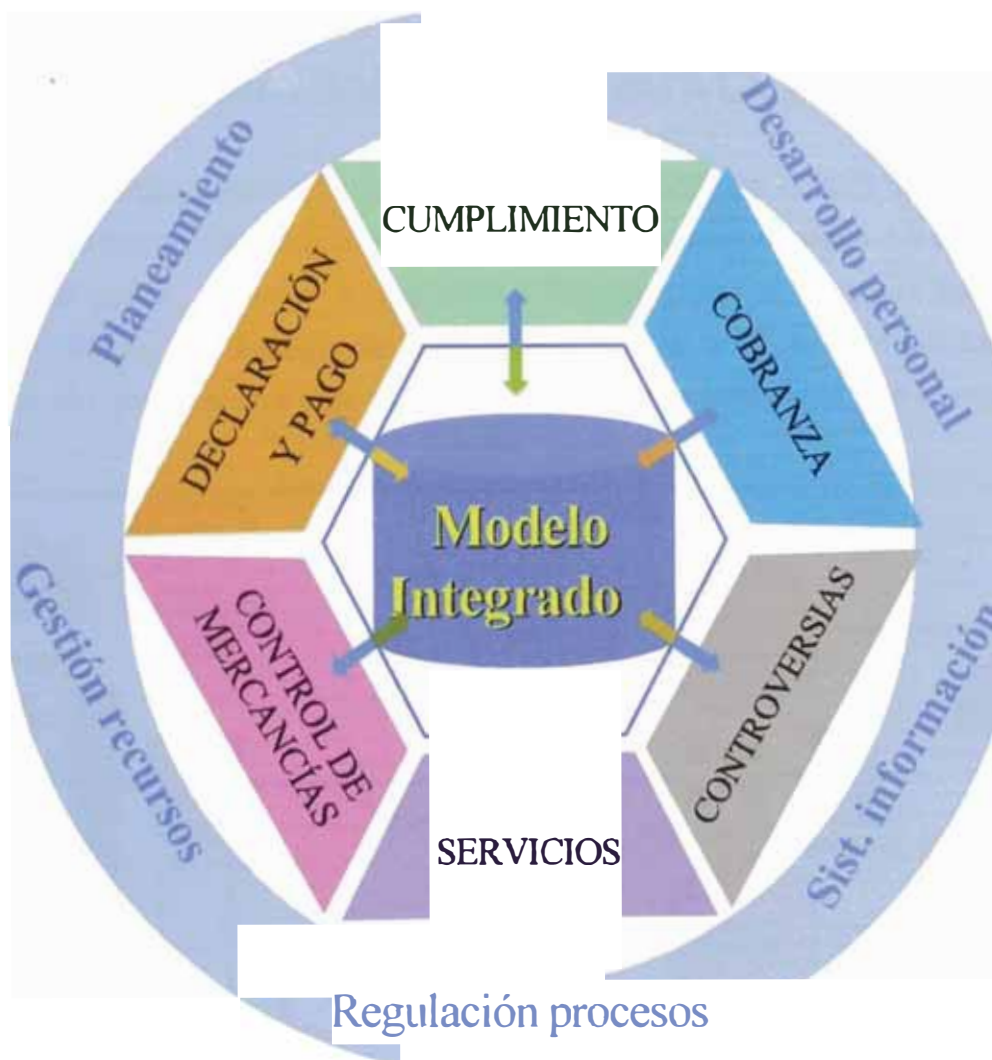 Planeamiento
Desarrollo personal
CUMPLIMIENTO
DECLARACIÓN
Y PAGO
COBRANZA
Modelo
Integrado
CONTROL DE
MERCANCÍAS
CONTROVERSIAS
SERVICIOS
Gestión recursos
Sist. información
Regulación procesos